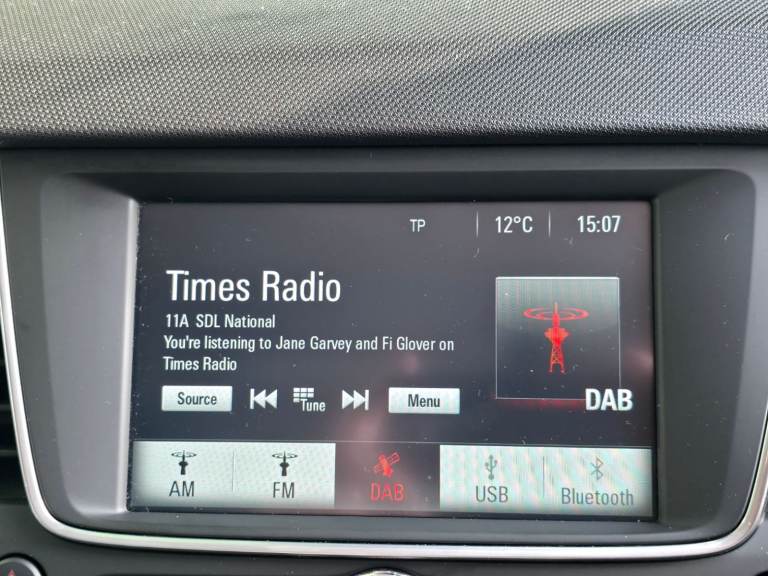 TP 12°C 15:07
Times Radio
11A SDL National
You're listening to Jane Garvey and Fi Glover on
Times Radio
Source Tune Menu
DAB
AM FM DAB USB Bluetooth